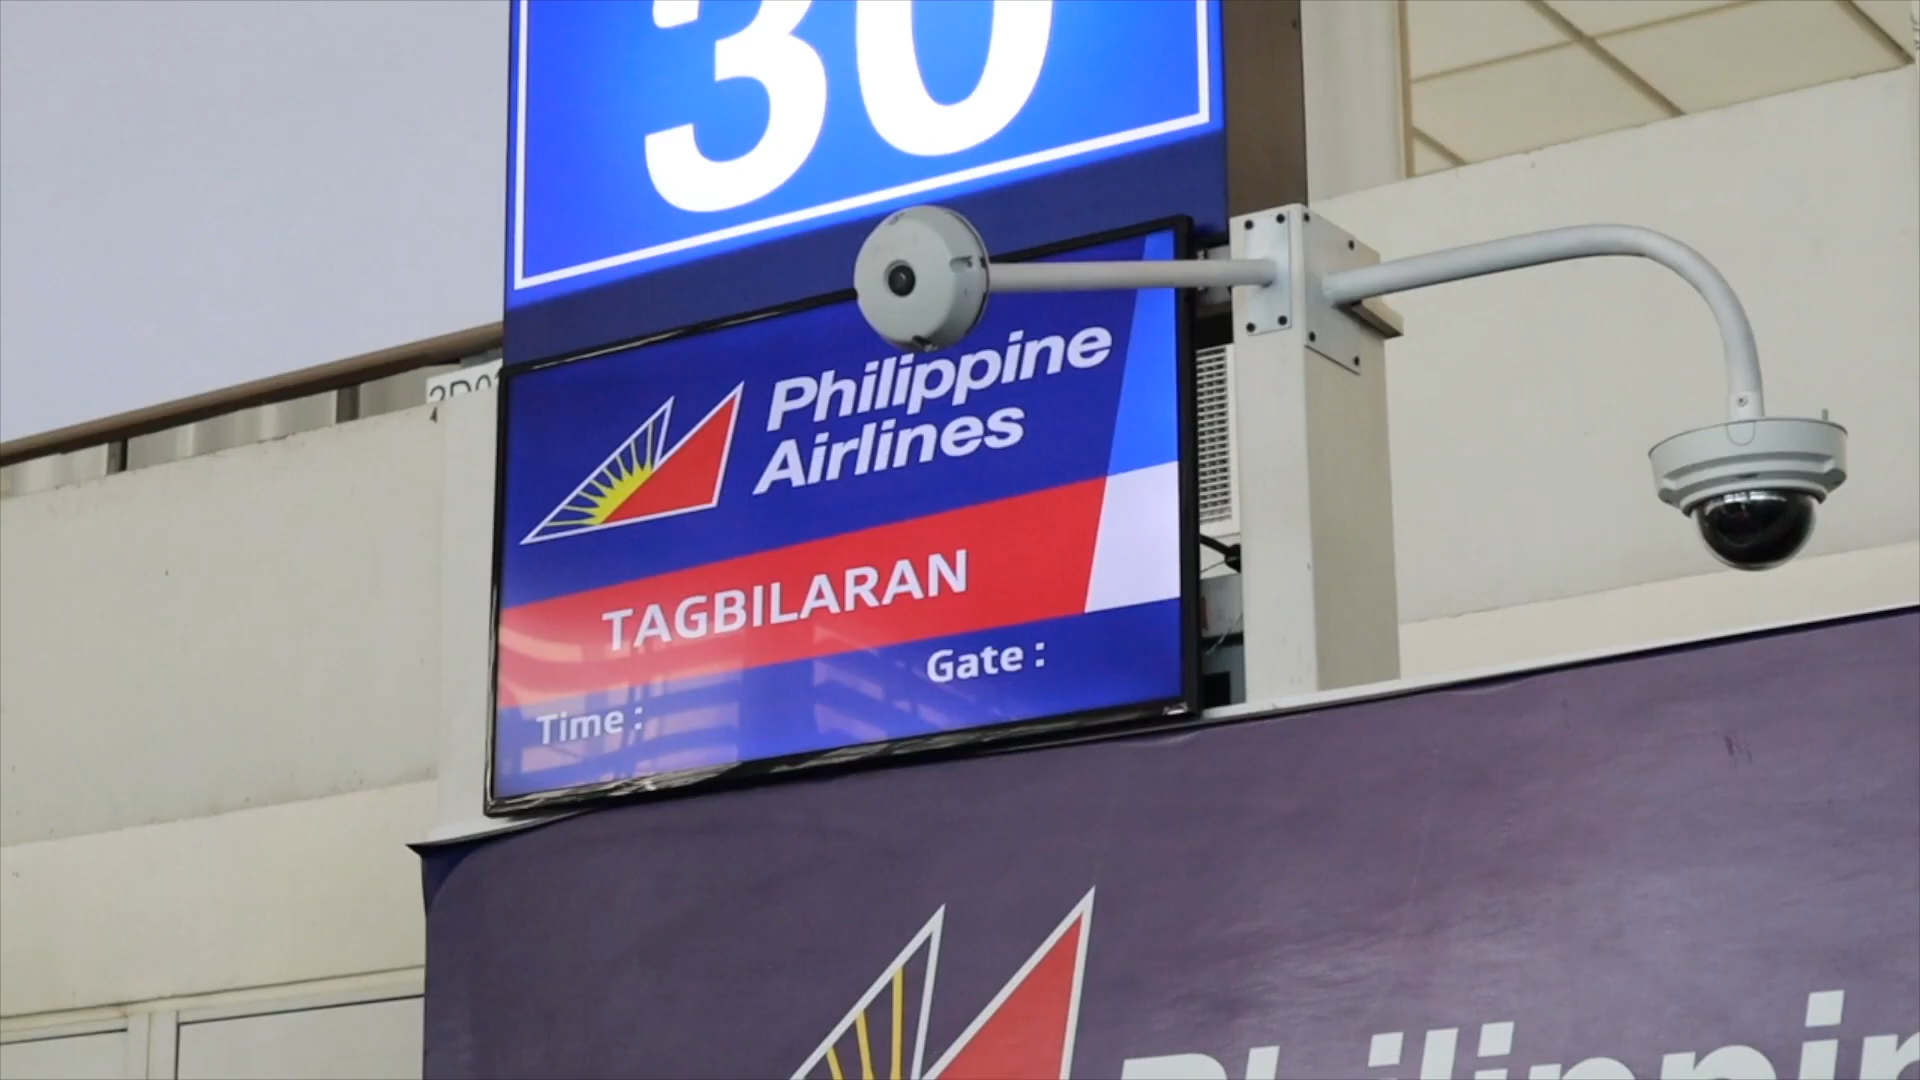 30
Philippine
Airlines
TAGBILARAN
Gate :
Time :